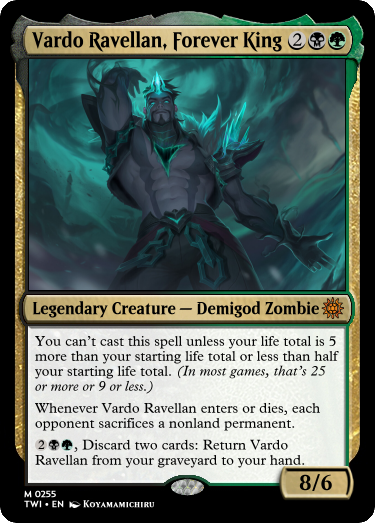 Vardo Ravellan, Forever King 2
Legendary Creature — Demigod Zombie
You can't cast this spell unless your life total is 5
more than your starting life total or less than half
your starting life total. (In most games, that's 25
or more or 9 or less.)
Whenever Vardo Ravellan enters or dies, each
opponent sacrifices a nonland permanent.
2, Discard two cards: Return Vardo
Ravellan from your graveyard to your hand.
8/6
M 0255
TWI • EN Koyamamichiru